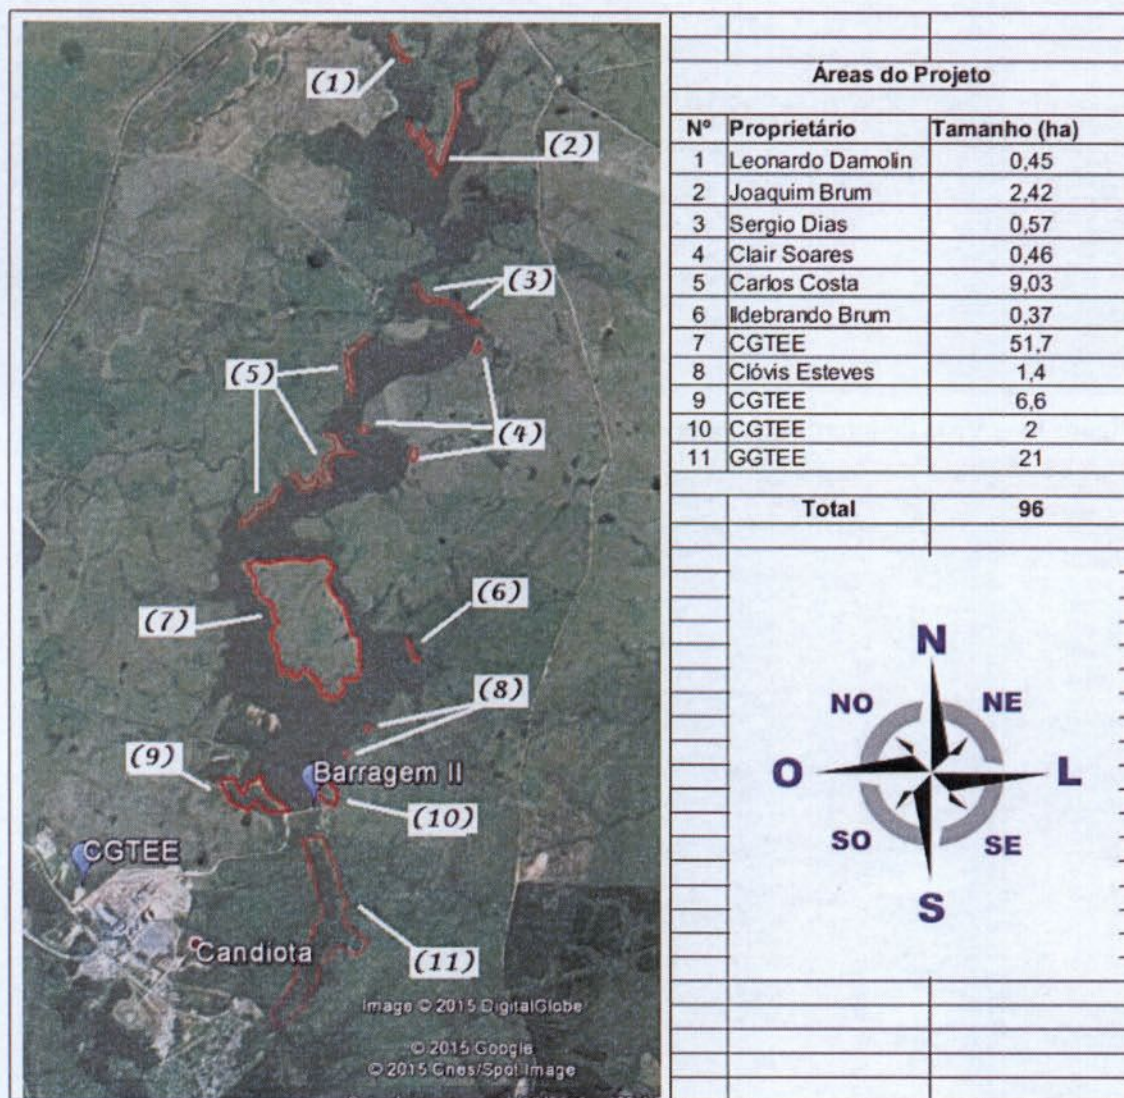 (1)
(2)
(3)
(5)
(4)
(7)
(6)
(8)
(9)
Barragem II
(10)
CGTEE
Candiota
(11)
Image © 2015 DigitalGlobe
© 2015 Google
© 2015 Cnes/Spot Image
Áreas do Projeto
Nº Proprietário Tamanho (ha)
1 Leonardo Damolin 0,45
2 Joaquim Brum 2,42
3 Sergio Dias 0,57
4 Clair Soares 0,46
5 Carlos Costa 9,03
6 Ildebrando Brum 0,37
7 CGTEE 51,7
8 Clóvis Esteves 1,4
9 CGTEE 6,6
10 CGTEE 2
11 GGTEE 21
Total 96
N
NO NE
O L
SO SE
S